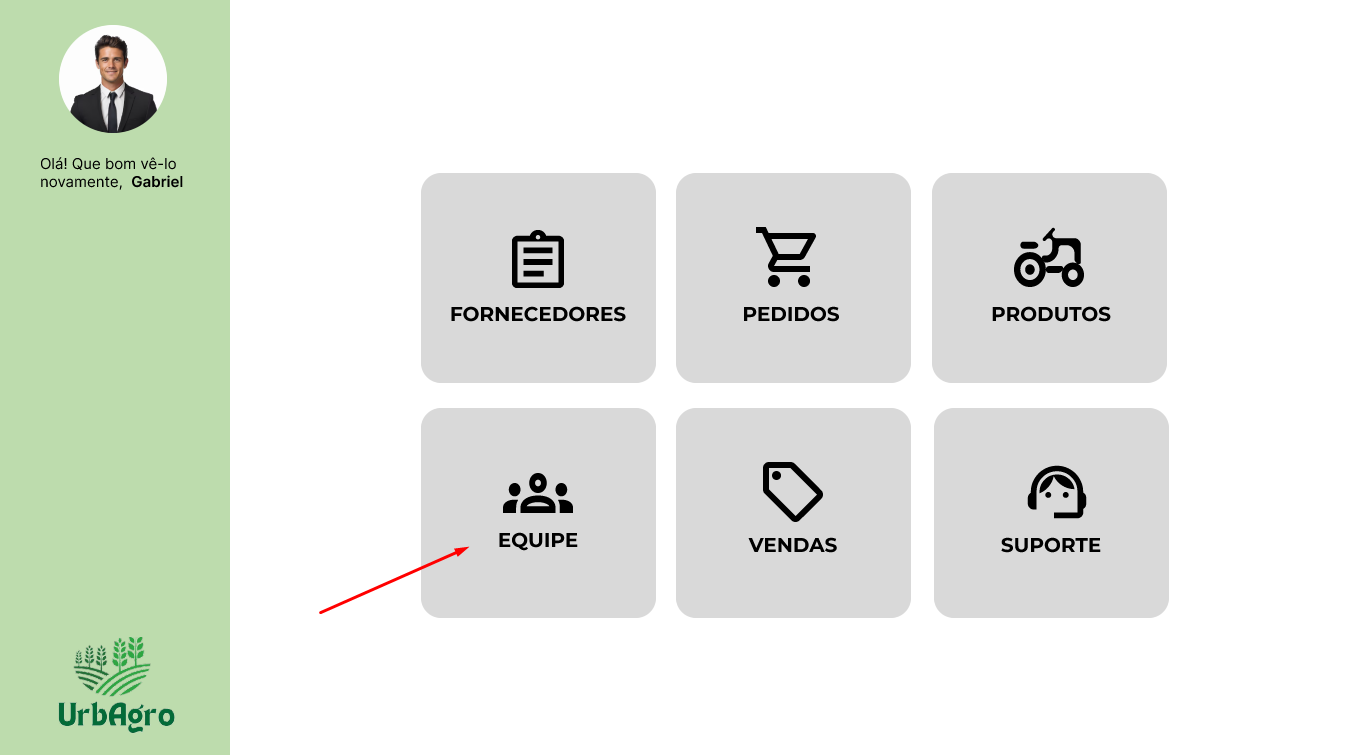 Olá! Que bom vê-lo
novamente, Gabriel
FORNECEDORES
PEDIDOS
PRODUTOS
EQUIPE
VENDAS
SUPORTE
UrbAgro